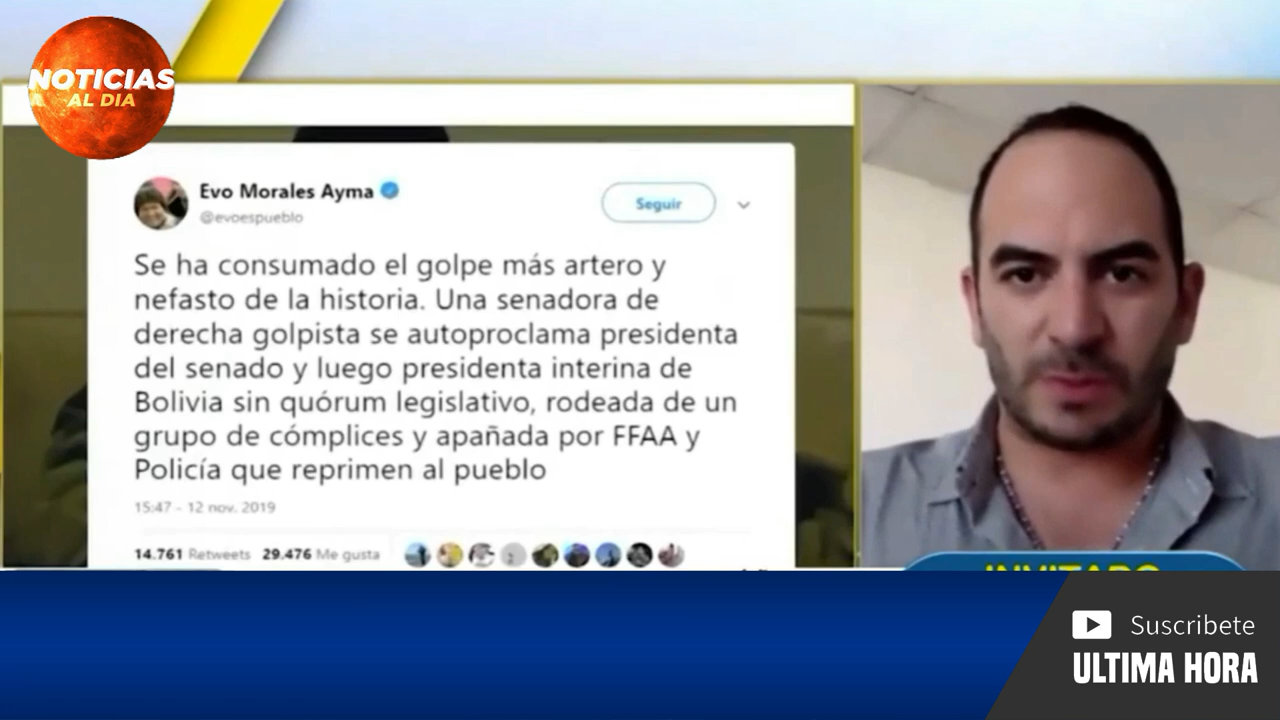 NOTICIAS
AL DIA
Evo Morales Ayma
@evoespueblo
Seguir
Se ha consumado el golpe más artero y
nefasto de la historia. Una senadora de
derecha golpista se autoproclama presidenta
del senado y luego presidenta interina de
Bolivia sin quórum legislativo, rodeada de un
grupo de cómplices y apañada por FFAA y
Policía que reprimen al pueblo
15:47 - 12 nov. 2019
14.761 Retweets 29.476 Me gusta
INVITADO
Suscribete
ULTIMA HORA